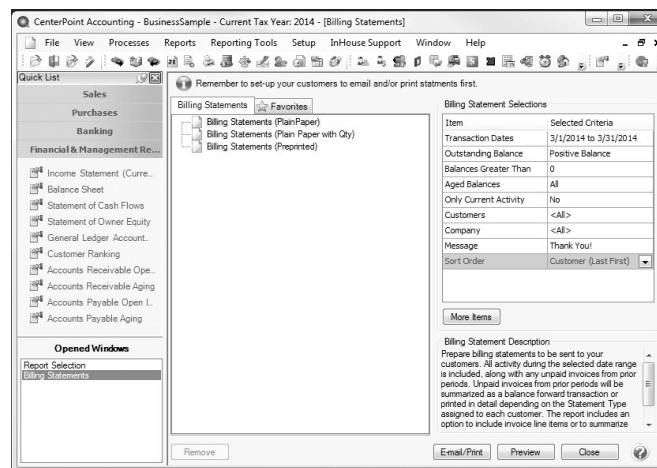 CenterPoint Accounting - BusinessSample - Current Tax Year: 2014 - [Billing Statements]
File View Processes Reports Reporting Tools Setup InHouse Support Window Help
Quick List
Sales
Purchases
Banking
Financial & Management Re...
Income Statement (Curre..
Balance Sheet
Statement of Cash Flows
Statement of Owner Equity
General Ledger Account..
Customer Ranking
Accounts Receivable Ope..
Accounts Receivable Aging
Accounts Payable Open I..
Accounts Payable Aging
Opened Windows
Report Selection
Billing Statements
Remember to set-up your customers to email and/or print statments first.
Billing Statements Favorites
Billing Statements (PlainPaper)
Billing Statements (Plain Paper with Qty)
Billing Statements (Preprinted)
Remove
Billing Statement Selections
Item Selected Criteria
Transaction Dates 3/1/2014 to 3/31/2014
Outstanding Balance Positive Balance
Balances Greater Than 0
Aged Balances All
Only Current Activity No
Customers <All>
Company <All>
Message Thank You!
Sort Order Customer (Last First)
More Items
Billing Statement Description
Prepare billing statements to be sent to your
customers. All activity during the selected date range
is included, along with any unpaid invoices from prior
periods. Unpaid invoices from prior periods will be
summarized as a balance forward transaction or
printed in detail depending on the Statement Type
assigned to each customer. The report includes an
option to include invoice line items or to summarize
E-mail/Print Preview Close